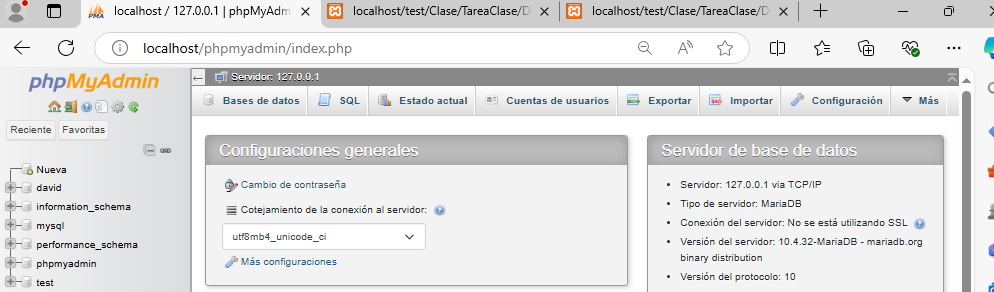 localhost / 127.0.0.1 | phpMyAdm
localhost/test/Clase/TareaClase/D
localhost/test/Clase/TareaClase/D
localhost/phpmyadmin/index.php
phpMyAdmin
Reciente Favoritas
Nueva
david
information_schema
mysql
performance_schema
phpmyadmin
test
Servidor: 127.0.0.1
Bases de datos SQL Estado actual Cuentas de usuarios Exportar Importar Configuración Más
Configuraciones generales
Cambio de contraseña
Cotejamiento de la conexión al servidor:
utf8mb4_unicode_ci
Más configuraciones
Servidor de base de datos
Servidor: 127.0.0.1 via TCP/IP
Tipo de servidor: MariaDB
Conexión del servidor: No se está utilizando SSL
Versión del servidor: 10.4.32-MariaDB - mariadb.org
binary distribution
Versión del protocolo: 10